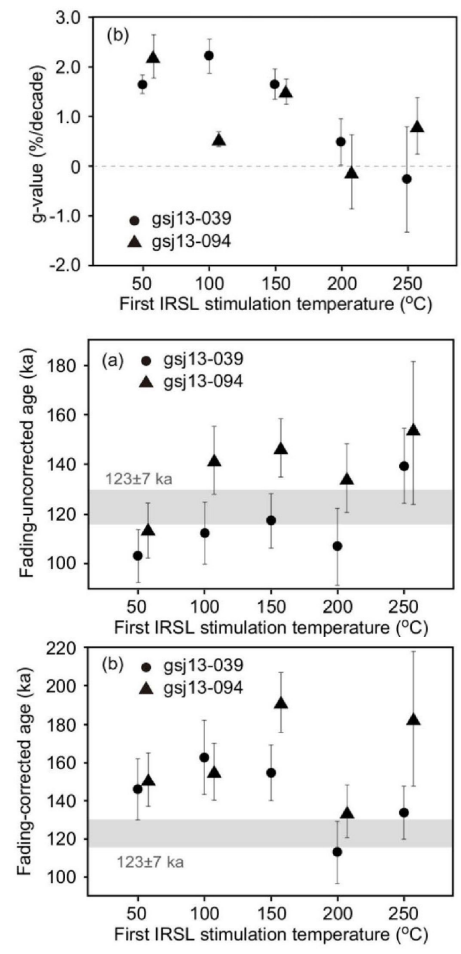 3.0
(b)
2.0
1.0
0
-1.0
-2.0
g-value (%/decade)
gsj13-039
gsj13-094
50 100 150 200 250
First IRSL stimulation temperature (°C)
(a)
gsj13-039
gsj13-094
180
160
140
120
100
Fading-uncorrected age (ka)
123±7 ka
50 100 150 200 250
First IRSL stimulation temperature (°C)
220
(b)
gsj13-039
gsj13-094
200
180
160
140
120
100
Fading-corrected age (ka)
123±7 ka
50 100 150 200 250
First IRSL stimulation temperature (°C)